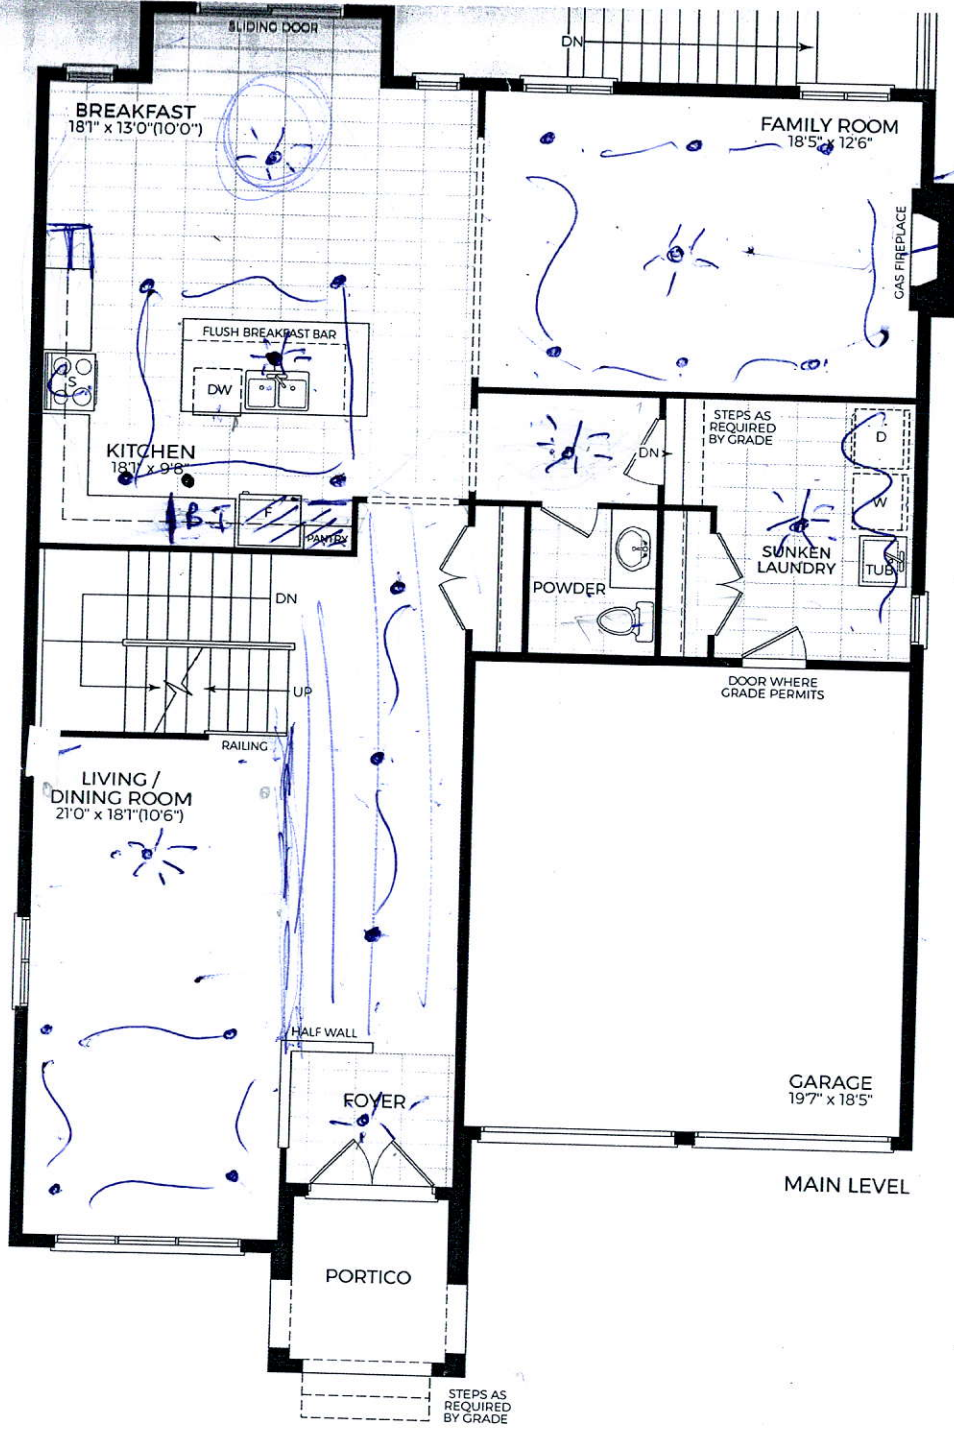 SLIDING DOOR
DN
BREAKFAST
18'1" x 13'0"(10'0")
FAMILY ROOM
18'5" x 12'6"
GAS FIREPLACE
FLUSH BREAKFAST BAR
DW
S
KITCHEN
18'1" x 9'8"
B I
F
PANTRY
STEPS AS
REQUIRED
BY GRADE
DN
D
W
SUNKEN
LAUNDRY
TUB
POWDER
DN
UP
DOOR WHERE
GRADE PERMITS
RAILING
LIVING /
DINING ROOM
21'0" x 18'1"(10'6")
HALF WALL
FOYER
GARAGE
19'7" x 18'5"
MAIN LEVEL
PORTICO
STEPS AS
REQUIRED
BY GRADE